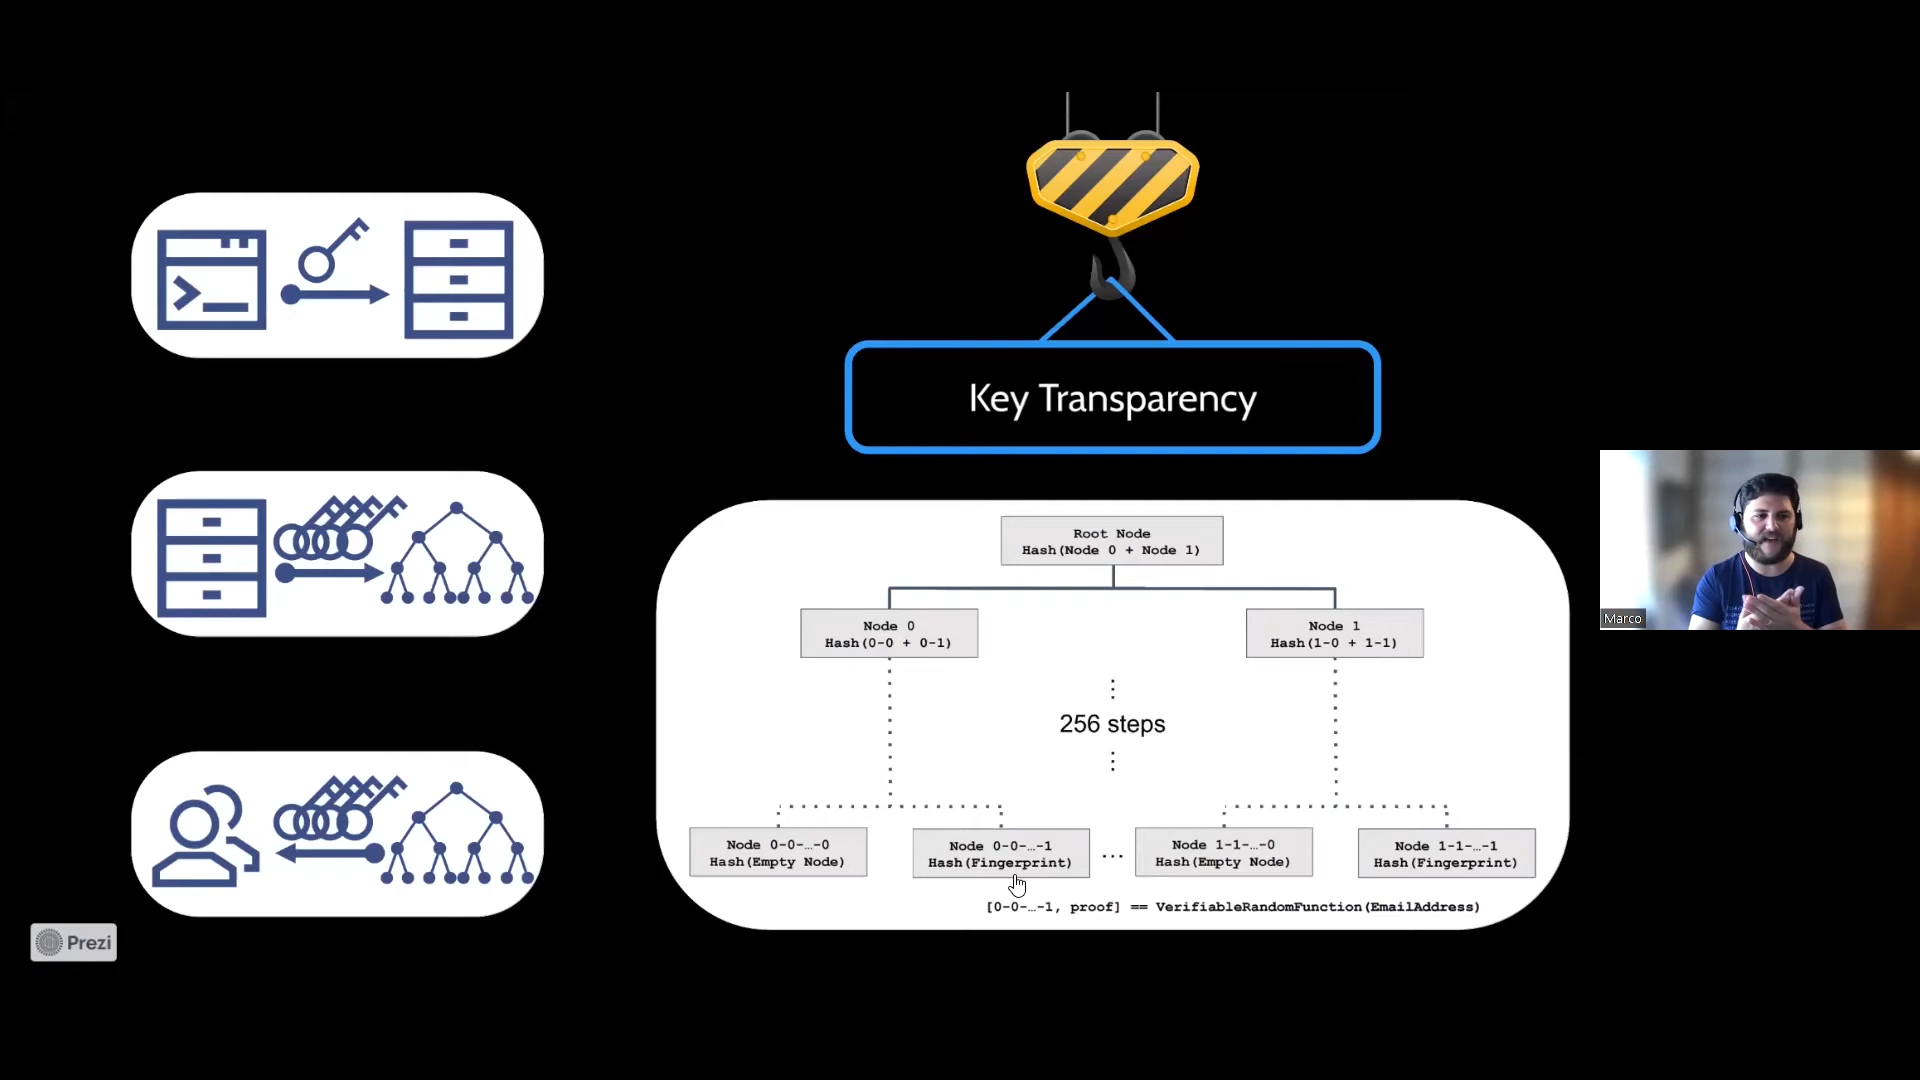 Key Transparency
Root Node
Hash(Node 0 + Node 1)
Node 0
Hash(0-0 + 0-1)
Node 1
Hash(1-0 + 1-1)
256 steps
Node 0-0-…-0
Hash(Empty Node)
Node 0-0-…-1
Hash(Fingerprint)
...
Node 1-1-…-0
Hash(Empty Node)
Node 1-1-…-1
Hash(Fingerprint)
[0-0-…-1, proof] == VerifiableRandomFunction(EmailAddress)
Marco
Prezi